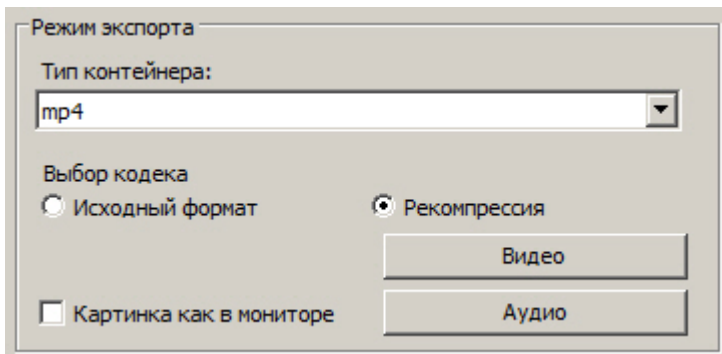 Режим экспорта
Тип контейнера:
mp4
Выбор кодека
Исходный формат Рекомпрессия
Видео
Картинка как в мониторе Аудио